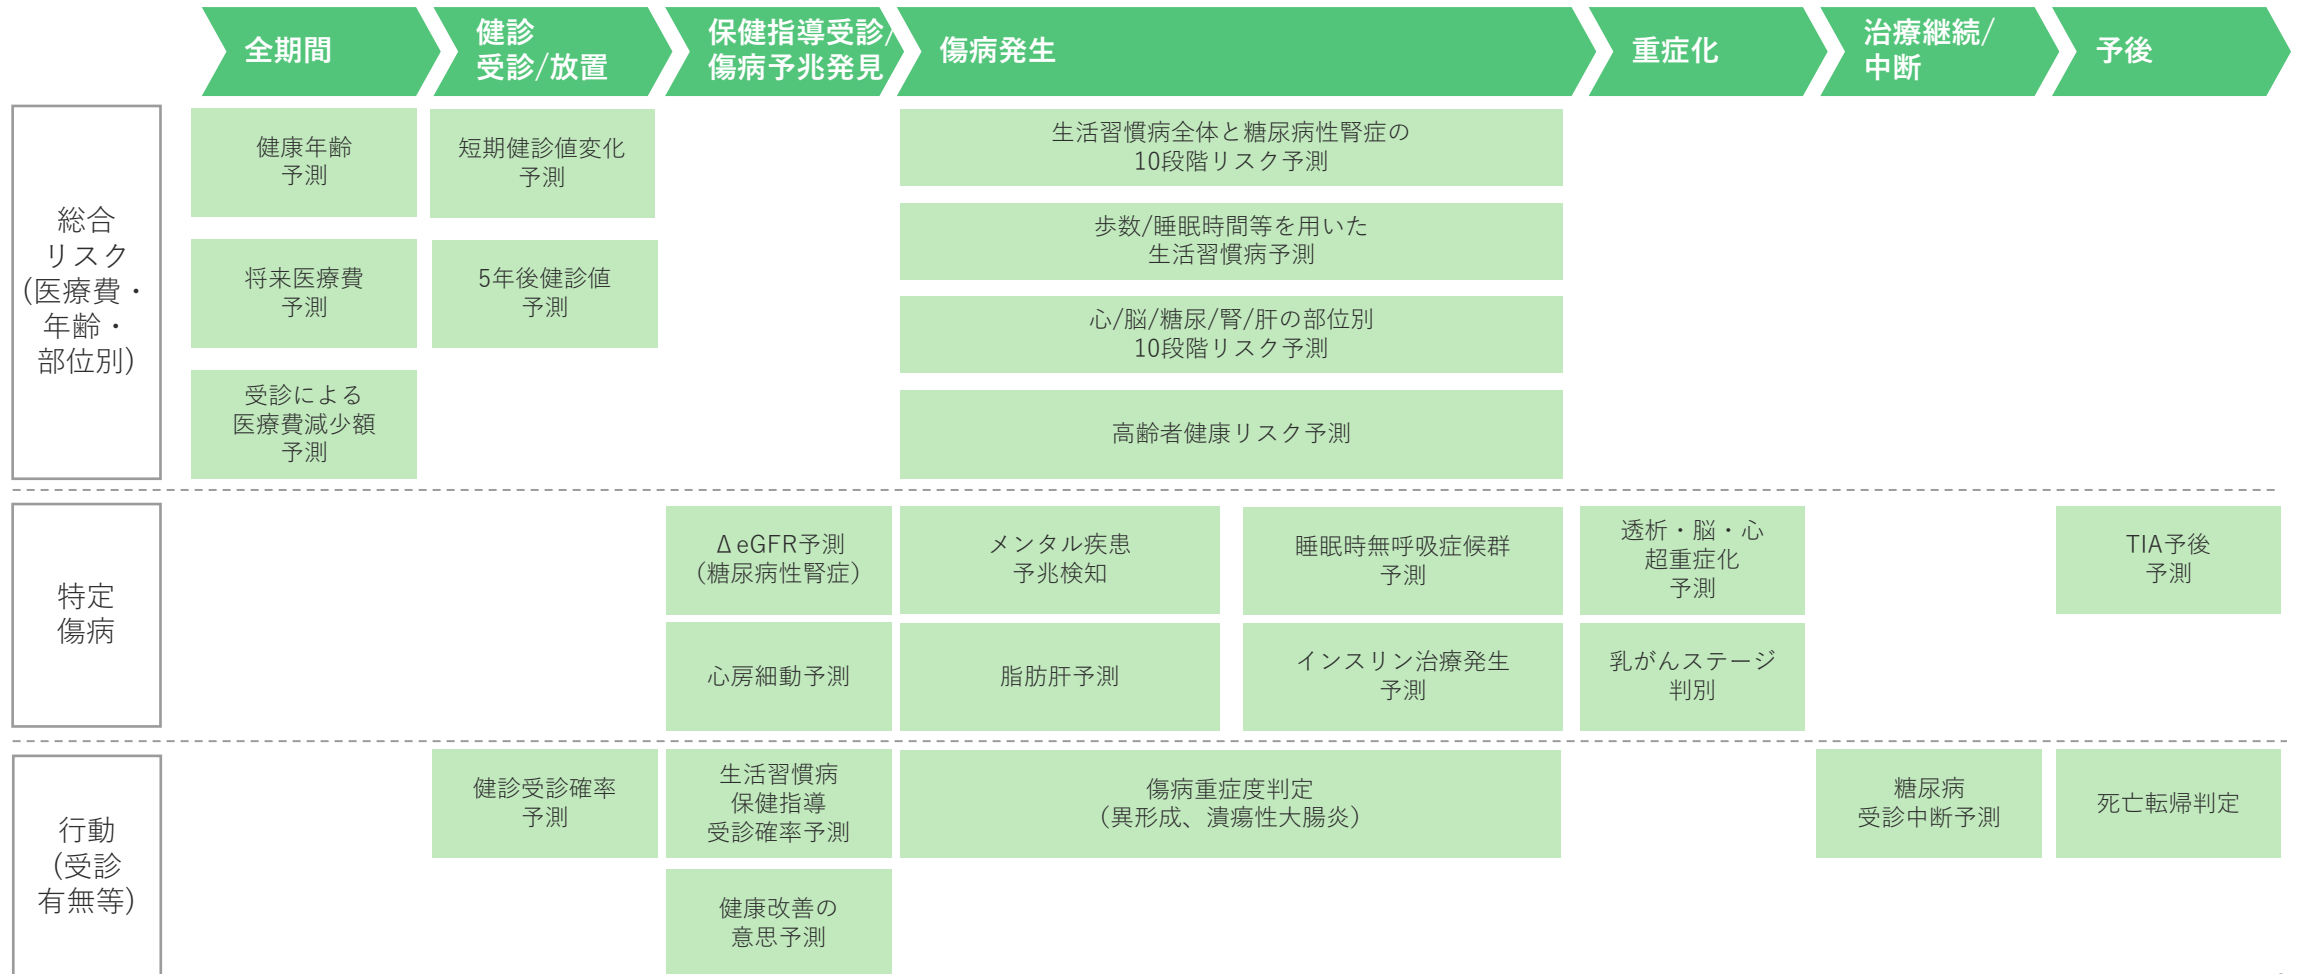 全期間
健診
受診/放置
保健指導受診/
傷病予兆発見
傷病発生
重症化
治療継続/
中断
予後
総合
リスク
(医療費・
年齢・
部位別)
健康年齢
予測
短期健診値変化
予測
生活習慣病全体と糖尿病性腎症の
10段階リスク予測
歩数/睡眠時間等を用いた
生活習慣病予測
将来医療費
予測
5年後健診値
予測
心/脳/糖尿/腎/肝の部位別
10段階リスク予測
受診による
医療費減少額
予測
高齢者健康リスク予測
特定
傷病
Δ eGFR予測
(糖尿病性腎症)
メンタル疾患
予兆検知
睡眠時無呼吸症候群
予測
透析・脳・心
超重症化
予測
TIA予後
予測
心房細動予測
脂肪肝予測
インスリン治療発生
予測
乳がんステージ
判別
行動
(受診
有無等)
健診受診確率
予測
生活習慣病
保健指導
受診確率予測
傷病重症度判定
(異形成、潰瘍性大腸炎)
糖尿病
受診中断予測
死亡転帰判定
健康改善の
意思予測